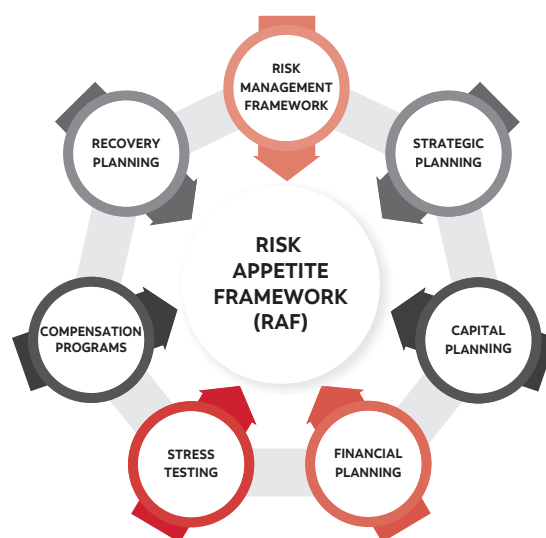 RISK
MANAGEMENT
FRAMEWORK
RECOVERY
PLANNING
STRATEGIC
PLANNING
RISK
APPETITE
FRAMEWORK
(RAF)
COMPENSATION
PROGRAMS
CAPITAL
PLANNING
STRESS
TESTING
FINANCIAL
PLANNING